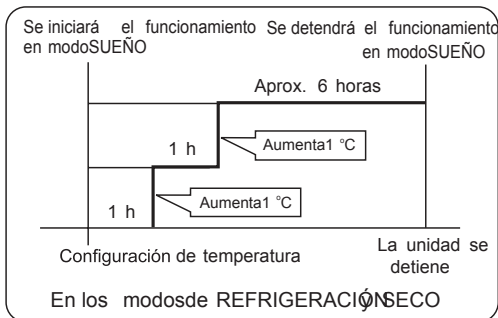 Se iniciará el funcionamiento
en modoSUEÑO
Se detendrá el funcionamiento
en modoSUEÑO
Aprox. 6 horas
1 h
Aumenta1 °C
1 h
Aumenta1 °C
Configuración de temperatura
La unidad se
detiene
En los modosde REFRIGERACIÓN Y SECO